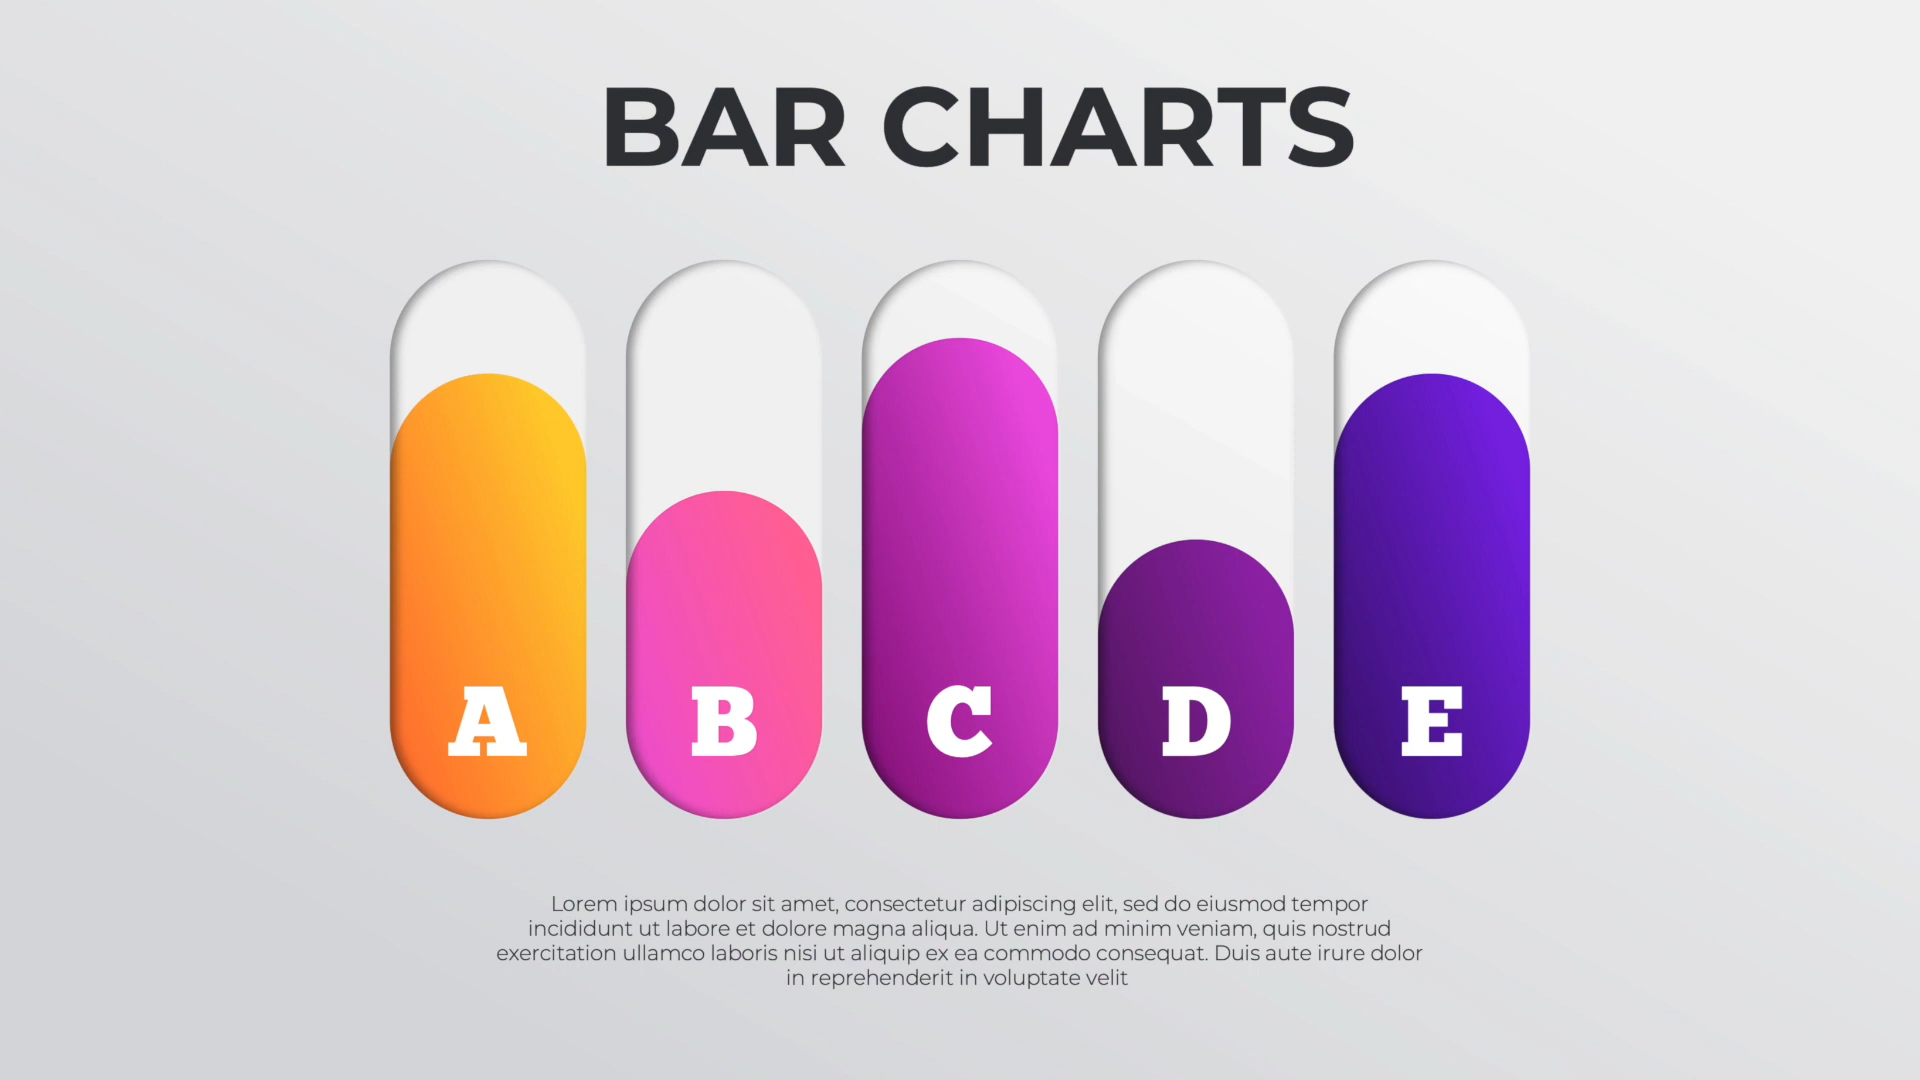 BAR CHARTS
A B C D E
Lorem ipsum dolor sit amet, consectetur adipiscing elit, sed do eiusmod tempor
incididunt ut labore et dolore magna aliqua. Ut enim ad minim veniam, quis nostrud
exercitation ullamco laboris nisi ut aliquip ex ea commodo consequat. Duis aute irure dolor
in reprehenderit in voluptate velit